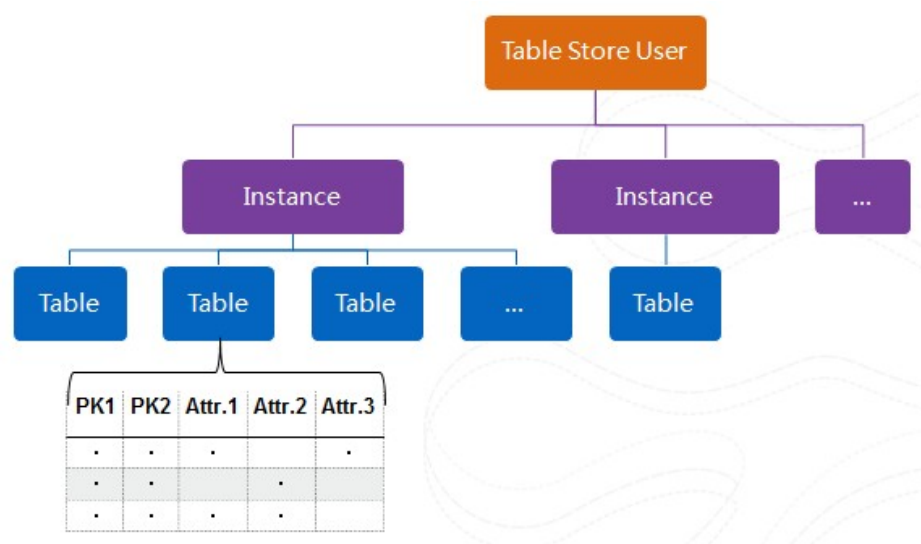 Table Store User
Instance Instance ...
Table Table Table ... Table
PK1 PK2 Attr.1 Attr.2 Attr.3